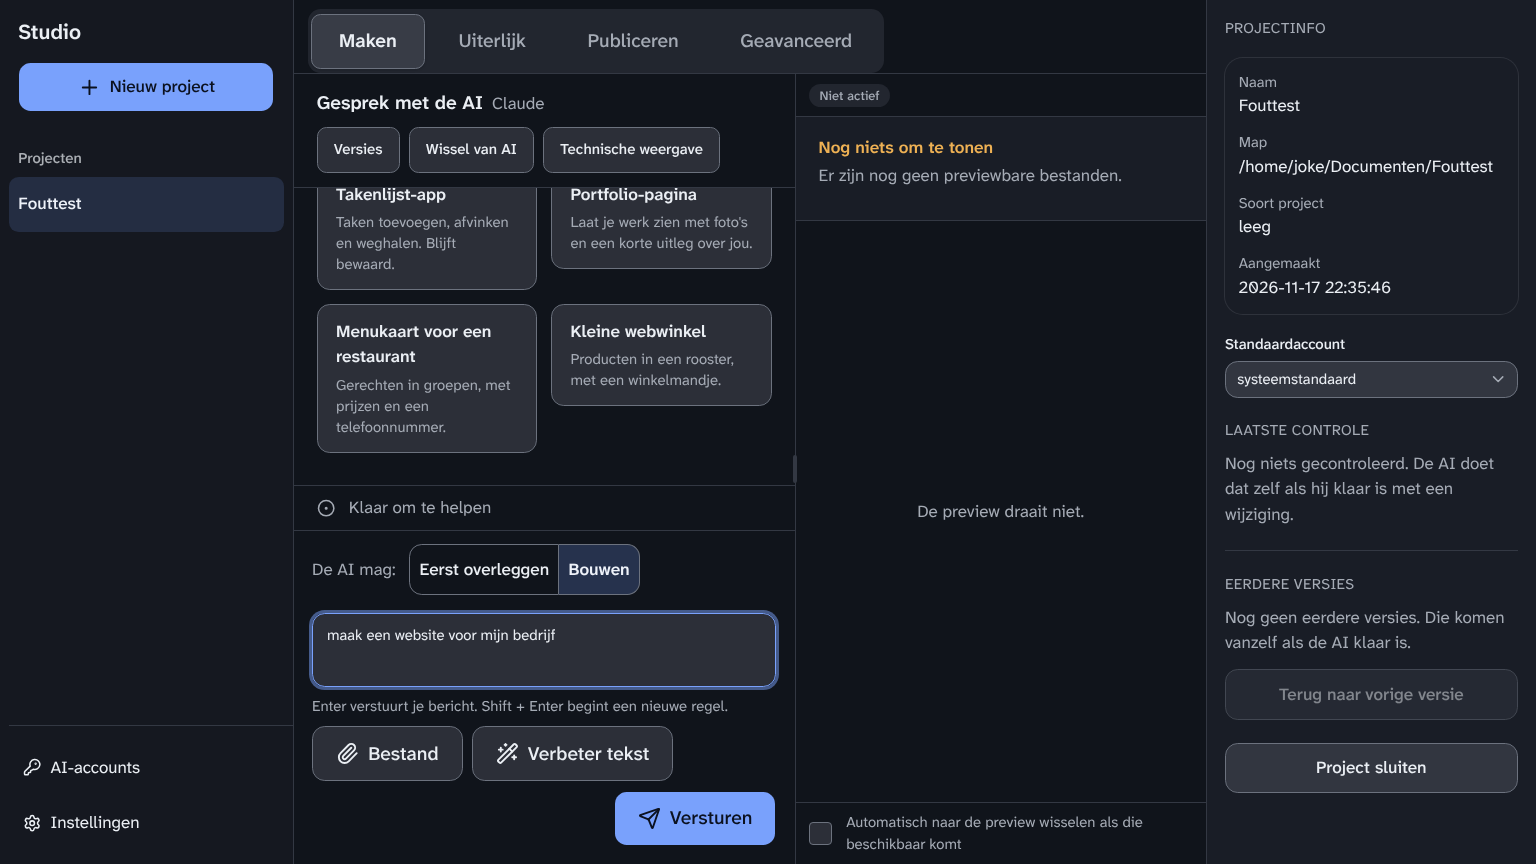 Studio
Nieuw project
Projecten
Fouttest
AI-accounts
Instellingen
Maken
Uiterlijk
Publiceren
Geavanceerd
Gesprek met de AI Claude
Versies
Wissel van AI
Technische weergave
Takenlijst-app
Taken toevoegen, afvinken
en weghalen. Blijft
bewaard.
Portfolio-pagina
Laat je werk zien met foto's
en een korte uitleg over jou.
Menukaart voor een
restaurant
Gerechten in groepen, met
prijzen en een
telefoonnummer.
Kleine webwinkel
Producten in een rooster,
met een winkelmandje.
Klaar om te helpen
De AI mag:
Eerst overleggen
Bouwen
maak een website voor mijn bedrijf
Enter verstuurt je bericht. Shift + Enter begint een nieuwe regel.
Bestand
Verbeter tekst
Versturen
Niet actief
Nog niets om te tonen
Er zijn nog geen previewbare bestanden.
De preview draait niet.
Automatisch naar de preview wisselen als die
beschikbaar komt
PROJECTINFO
Naam
Fouttest
Map
/home/joke/Documenten/Fouttest
Soort project
leeg
Aangemaakt
2026-11-17 22:35:46
Standaardaccount
systeemstandaard
LAATSTE CONTROLE
Nog niets gecontroleerd. De AI doet
dat zelf als hij klaar is met een
wijziging.
EERDERE VERSIES
Nog geen eerdere versies. Die komen
vanzelf als de AI klaar is.
Terug naar vorige versie
Project sluiten